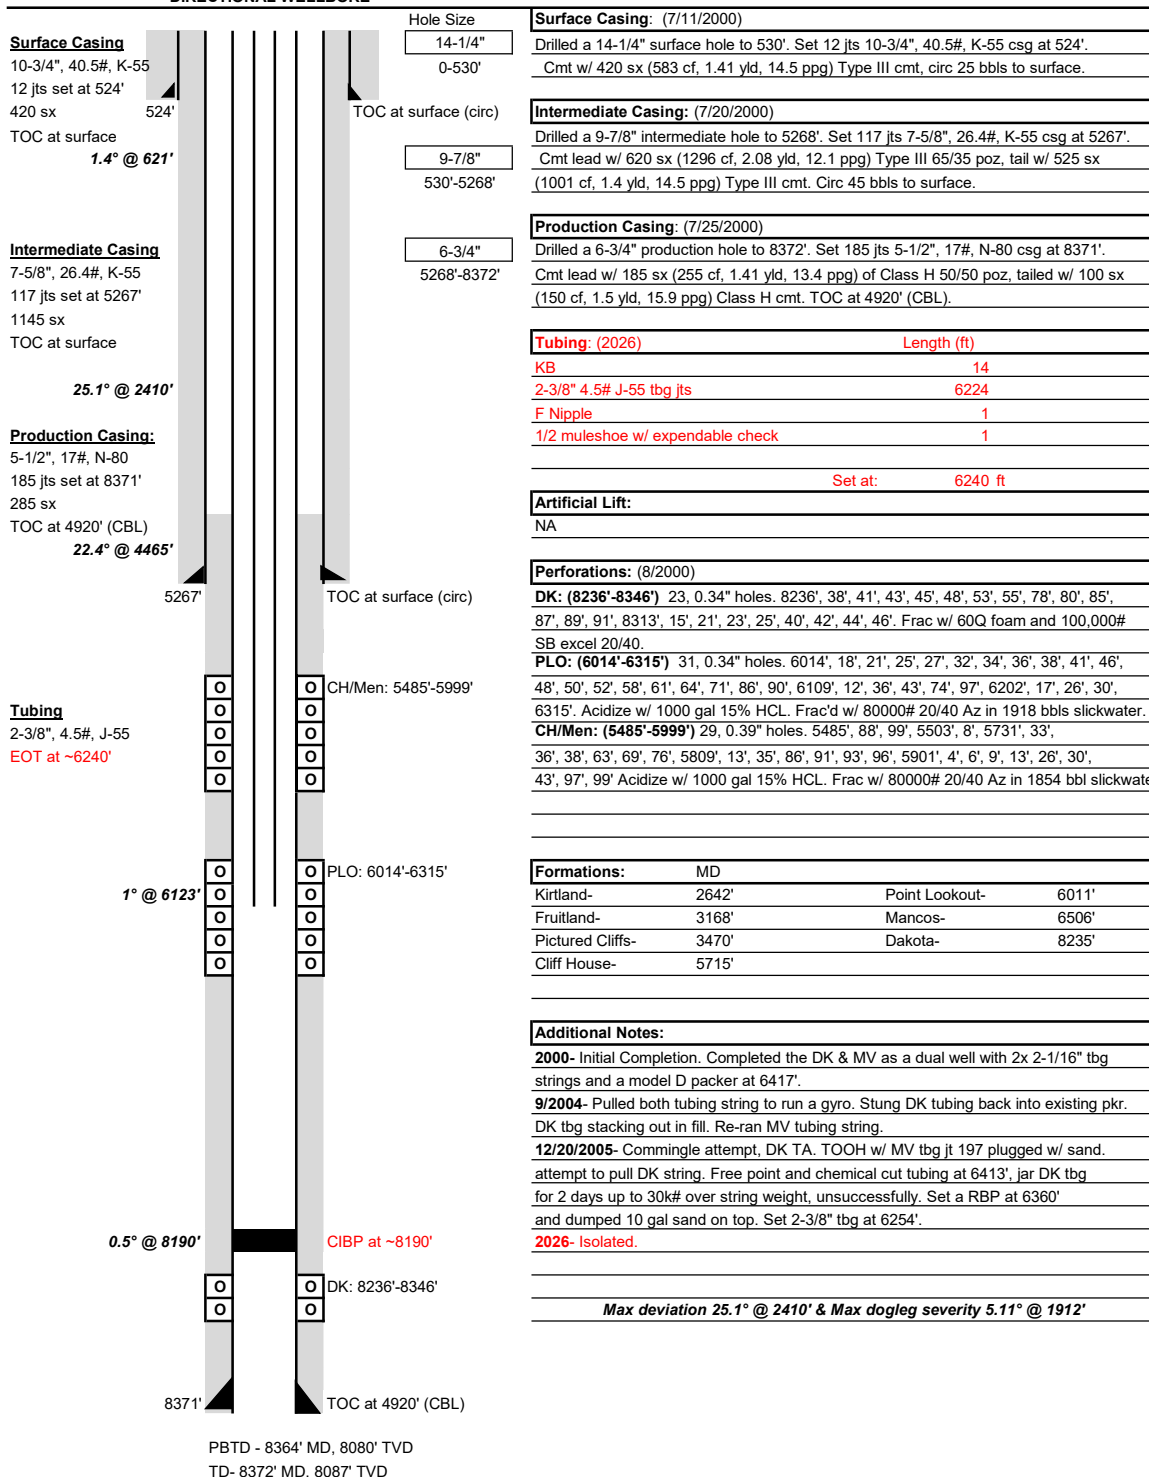 Hole Size
Surface Casing
10-3/4", 40.5#, K-55
12 jts set at 524'
420 sx
TOC at surface
524'
14-1/4"
0-530'
TOC at surface (circ)
1.4° @ 621'
9-7/8"
530'-5268'
Intermediate Casing
7-5/8", 26.4#, K-55
117 jts set at 5267'
1145 sx
TOC at surface
6-3/4"
5268'-8372'
25.1° @ 2410'
Production Casing:
5-1/2", 17#, N-80
185 jts set at 8371'
285 sx
TOC at 4920' (CBL)
22.4° @ 4465'
5267'
TOC at surface (circ)
O O CH/Men: 5485'-5999'
O O
O O
O O
O O
Tubing
2-3/8", 4.5#, J-55
EOT at ~6240'
O O PLO: 6014'-6315'
1° @ 6123' O O
O O
O O
O O
0.5° @ 8190'
CIBP at ~8190'
O O DK: 8236'-8346'
O O
8371'
TOC at 4920' (CBL)
PBTD - 8364' MD, 8080' TVD
TD- 8372' MD, 8087' TVD
Surface Casing: (7/11/2000)
Drilled a 14-1/4" surface hole to 530'. Set 12 jts 10-3/4", 40.5#, K-55 csg at 524'.
Cmt w/ 420 sx (583 cf, 1.41 yld, 14.5 ppg) Type III cmt, circ 25 bbls to surface.
Intermediate Casing: (7/20/2000)
Drilled a 9-7/8" intermediate hole to 5268'. Set 117 jts 7-5/8", 26.4#, K-55 csg at 5267'.
Cmt lead w/ 620 sx (1296 cf, 2.08 yld, 12.1 ppg) Type III 65/35 poz, tail w/ 525 sx
(1001 cf, 1.4 yld, 14.5 ppg) Type III cmt. Circ 45 bbls to surface.
Production Casing: (7/25/2000)
Drilled a 6-3/4" production hole to 8372'. Set 185 jts 5-1/2", 17#, N-80 csg at 8371'.
Cmt lead w/ 185 sx (255 cf, 1.41 yld, 13.4 ppg) of Class H 50/50 poz, tailed w/ 100 sx
(150 cf, 1.5 yld, 15.9 ppg) Class H cmt. TOC at 4920' (CBL).
Tubing: (2026) Length (ft)
KB 14
2-3/8" 4.5# J-55 tbg jts 6224
F Nipple 1
1/2 muleshoe w/ expendable check 1
Set at: 6240 ft
Artificial Lift:
NA
Perforations: (8/2000)
DK: (8236'-8346') 23, 0.34" holes. 8236', 38', 41', 43', 45', 48', 53', 55', 78', 80', 85',
87', 89', 91', 8313', 15', 21', 23', 25', 40', 42', 44', 46'. Frac w/ 60Q foam and 100,000#
SB excel 20/40.
PLO: (6014'-6315') 31, 0.34" holes. 6014', 18', 21', 25', 27', 32', 34', 36', 38', 41', 46',
48', 50', 52', 58', 61', 64', 71', 86', 90', 6109', 12', 36', 43', 74', 97', 6202', 17', 26', 30',
6315'. Acidize w/ 1000 gal 15% HCL. Frac'd w/ 80000# 20/40 Az in 1918 bbls slickwater.
CH/Men: (5485'-5999') 29, 0.39" holes. 5485', 88', 99', 5503', 8', 5731', 33',
36', 38', 63', 69', 76', 5809', 13', 35', 86', 91', 93', 96', 5901', 4', 6', 9', 13', 26', 30',
43', 97', 99' Acidize w/ 1000 gal 15% HCL. Frac w/ 80000# 20/40 Az in 1854 bbl slickwate
Formations: MD
Kirtland- 2642' Point Lookout- 6011'
Fruitland- 3168' Mancos- 6506'
Pictured Cliffs- 3470' Dakota- 8235'
Cliff House- 5715'
Additional Notes:
2000- Initial Completion. Completed the DK & MV as a dual well with 2x 2-1/16" tbg
strings and a model D packer at 6417'.
9/2004- Pulled both tubing string to run a gyro. Stung DK tubing back into existing pkr.
DK tbg stacking out in fill. Re-ran MV tubing string.
12/20/2005- Commingle attempt, DK TA. TOOH w/ MV tbg jt 197 plugged w/ sand.
attempt to pull DK string. Free point and chemical cut tubing at 6413', jar DK tbg
for 2 days up to 30k# over string weight, unsuccessfully. Set a RBP at 6360'
and dumped 10 gal sand on top. Set 2-3/8" tbg at 6254'.
2026- Isolated.
Max deviation 25.1° @ 2410' & Max dogleg severity 5.11° @ 1912'